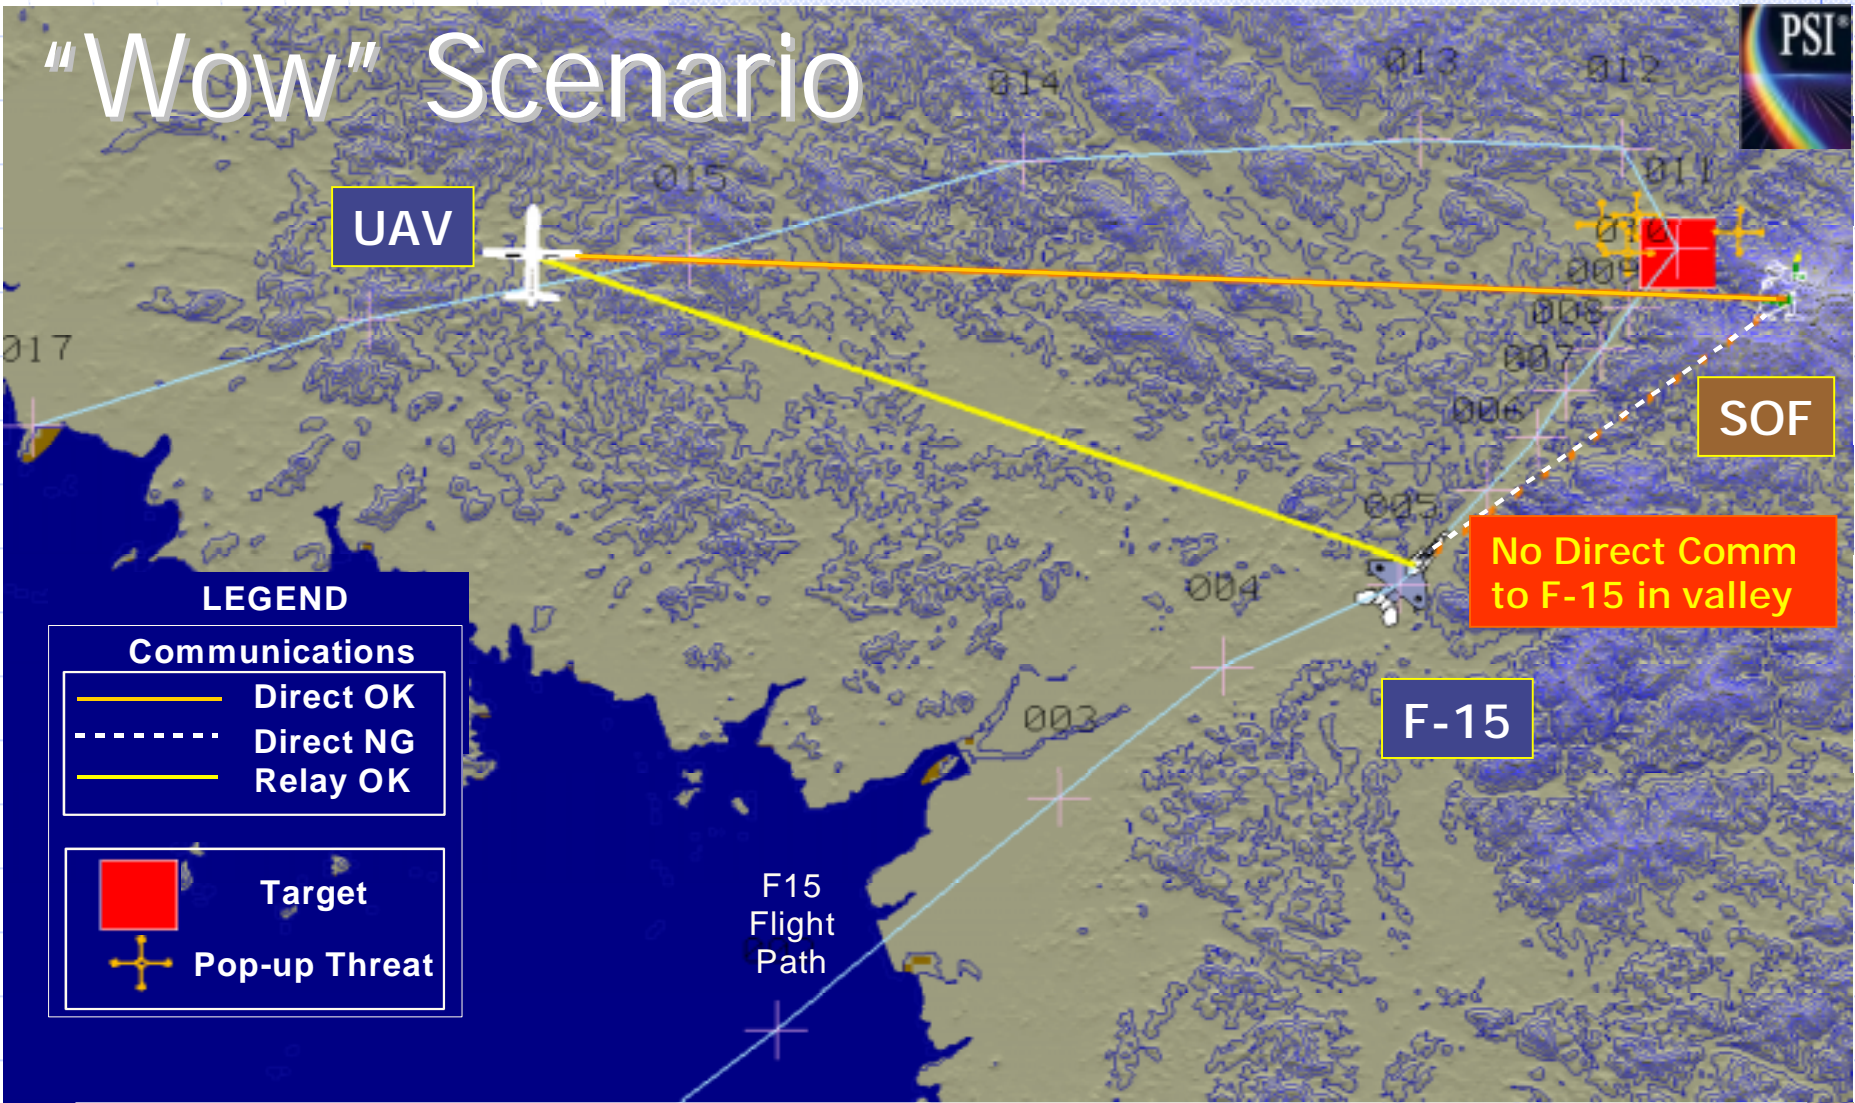 “Wow” Scenario
PSI®
014
013
012
011
015
UAV
010
009
008
007
006
017
SOF
005
No Direct Comm
to F-15 in valley
004
003
F-15
LEGEND
Communications
Direct OK
Direct NG
Relay OK
Target
Pop-up Threat
F15
Flight
Path